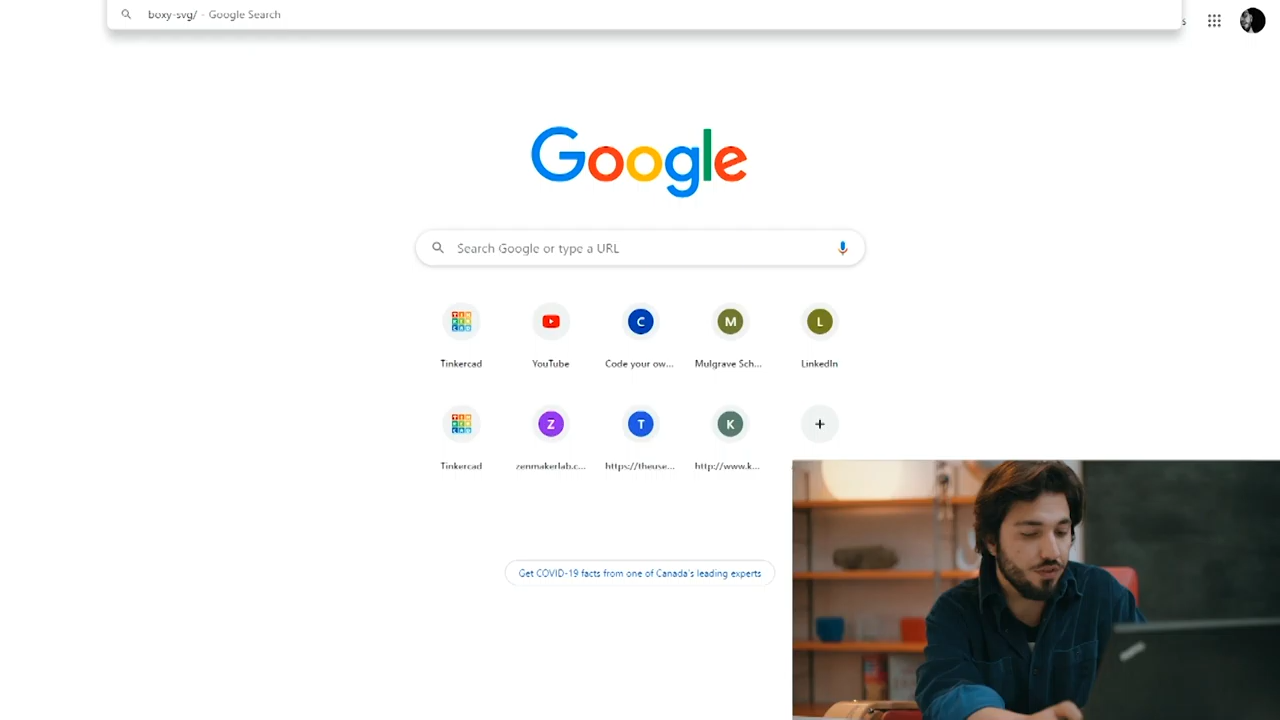 boxy-svg/ - Google Search
Google
Search Google or type a URL
C
M
L
Tinkercad
YouTube
Code your ow...
Mulgrave Sch...
LinkedIn
Z
T
K
+
Tinkercad
zenmakerlab.c...
https://theuse...
http://www.k...
Get COVID-19 facts from one of Canada's leading experts